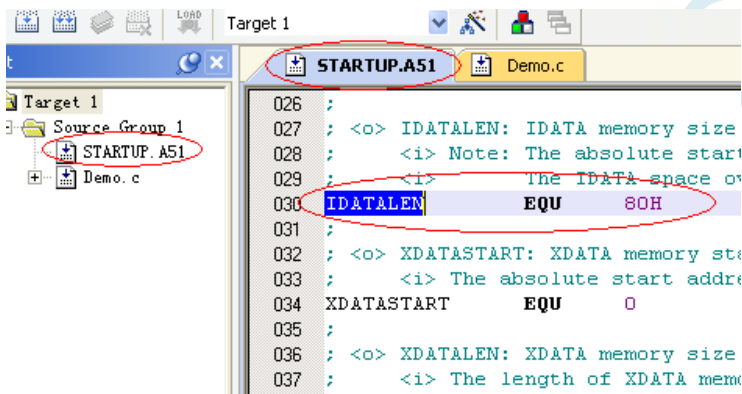 LOAD
Target 1
STARTUP.A51
Demo.c
Target 1
Source Group 1
STARTUP.A51
Demo.c
026 ;
027 ; <o> IDATALEN: IDATA memory size
028 ; <i> Note: The absolute start
029 ; <i> The IDATA space ov
030 IDATALEN EQU 80H
031 ;
032 ; <o> XDATASTART: XDATA memory sta
033 ; <i> The absolute start addre
034 XDATASTART EQU 0
035 ;
036 ; <o> XDATALEN: XDATA memory size
037 ; <i> The length of XDATA memo